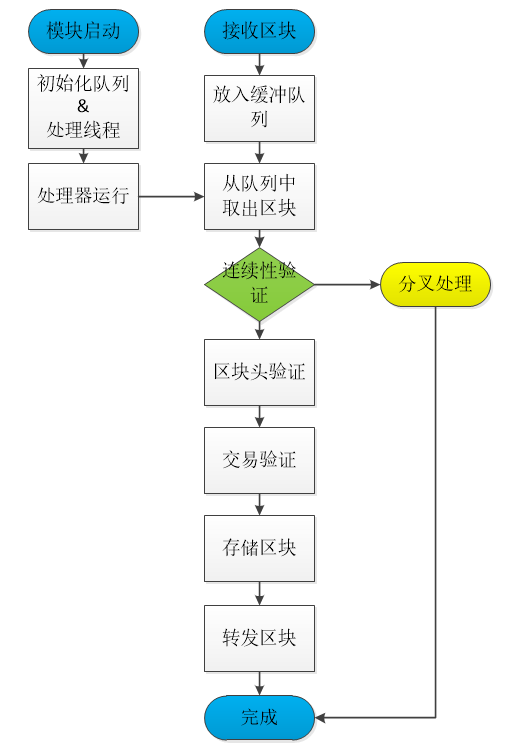 模块启动
接收区块
初始化队列
&
处理线程
放入缓冲队
列
处理器运行
从队列中
取出区块
连续性验
证
分叉处理
区块头验证
交易验证
存储区块
转发区块
完成